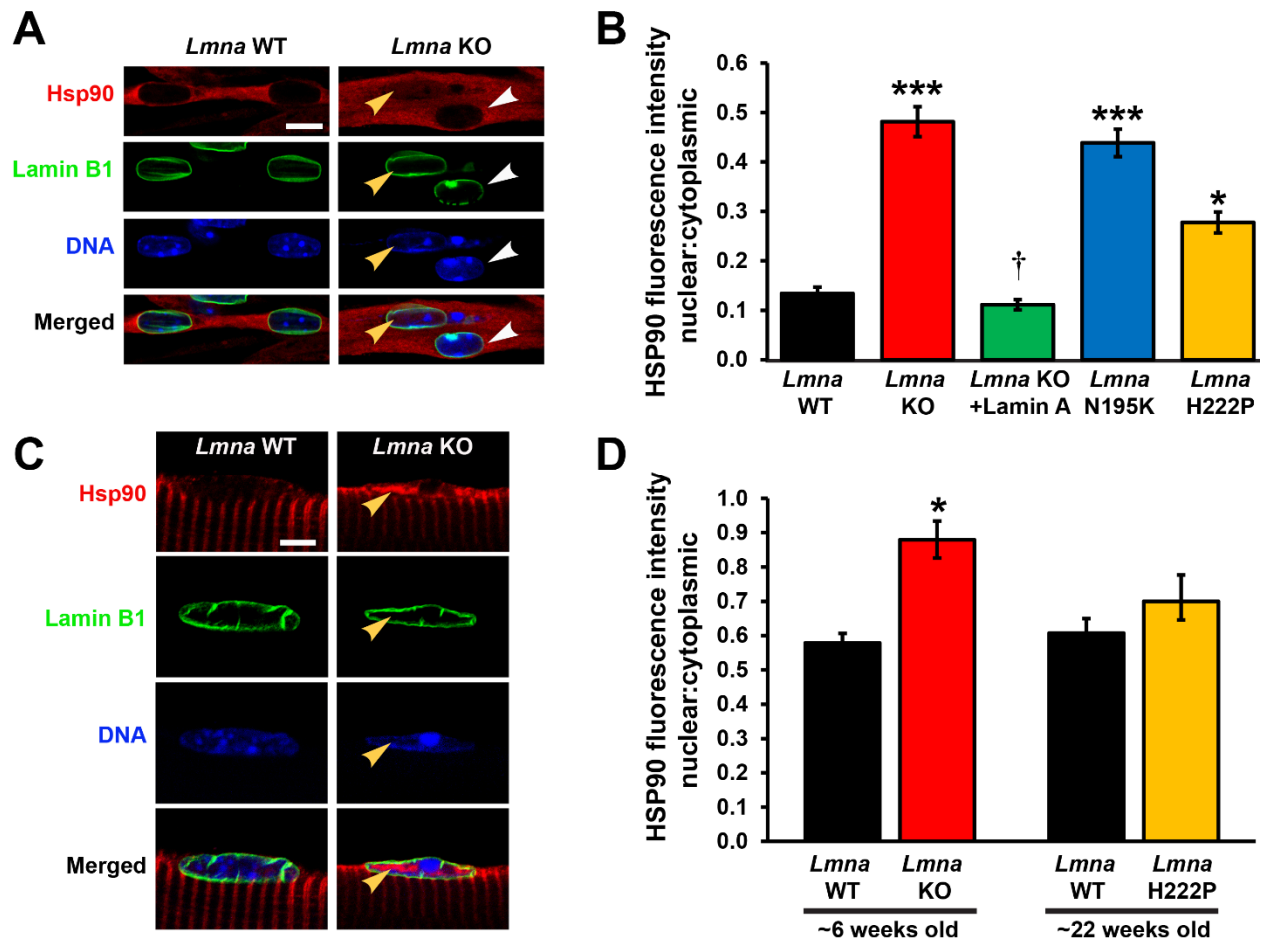 A
Lmna WT
Lmna KO
Hsp90
Lamin B1
DNA
Merged
B
HSP90 fluorescence intensity
nuclear:cytoplasmic
0.6
0.5
0.4
0.3
0.2
0.1
0.0
***
†
***
*
Lmna
WT
Lmna
KO
Lmna KO
+Lamin A
Lmna
N195K
Lmna
H222P
C
Lmna WT
Lmna KO
Hsp90
Lamin B1
DNA
Merged
D
HSP90 fluorescence intensity
nuclear:cytoplasmic
1.0
0.9
0.8
0.7
0.6
0.5
0.4
0.3
0.2
0.1
0.0
*
Lmna
WT
Lmna
KO
Lmna
WT
Lmna
H222P
~6 weeks old
~22 weeks old